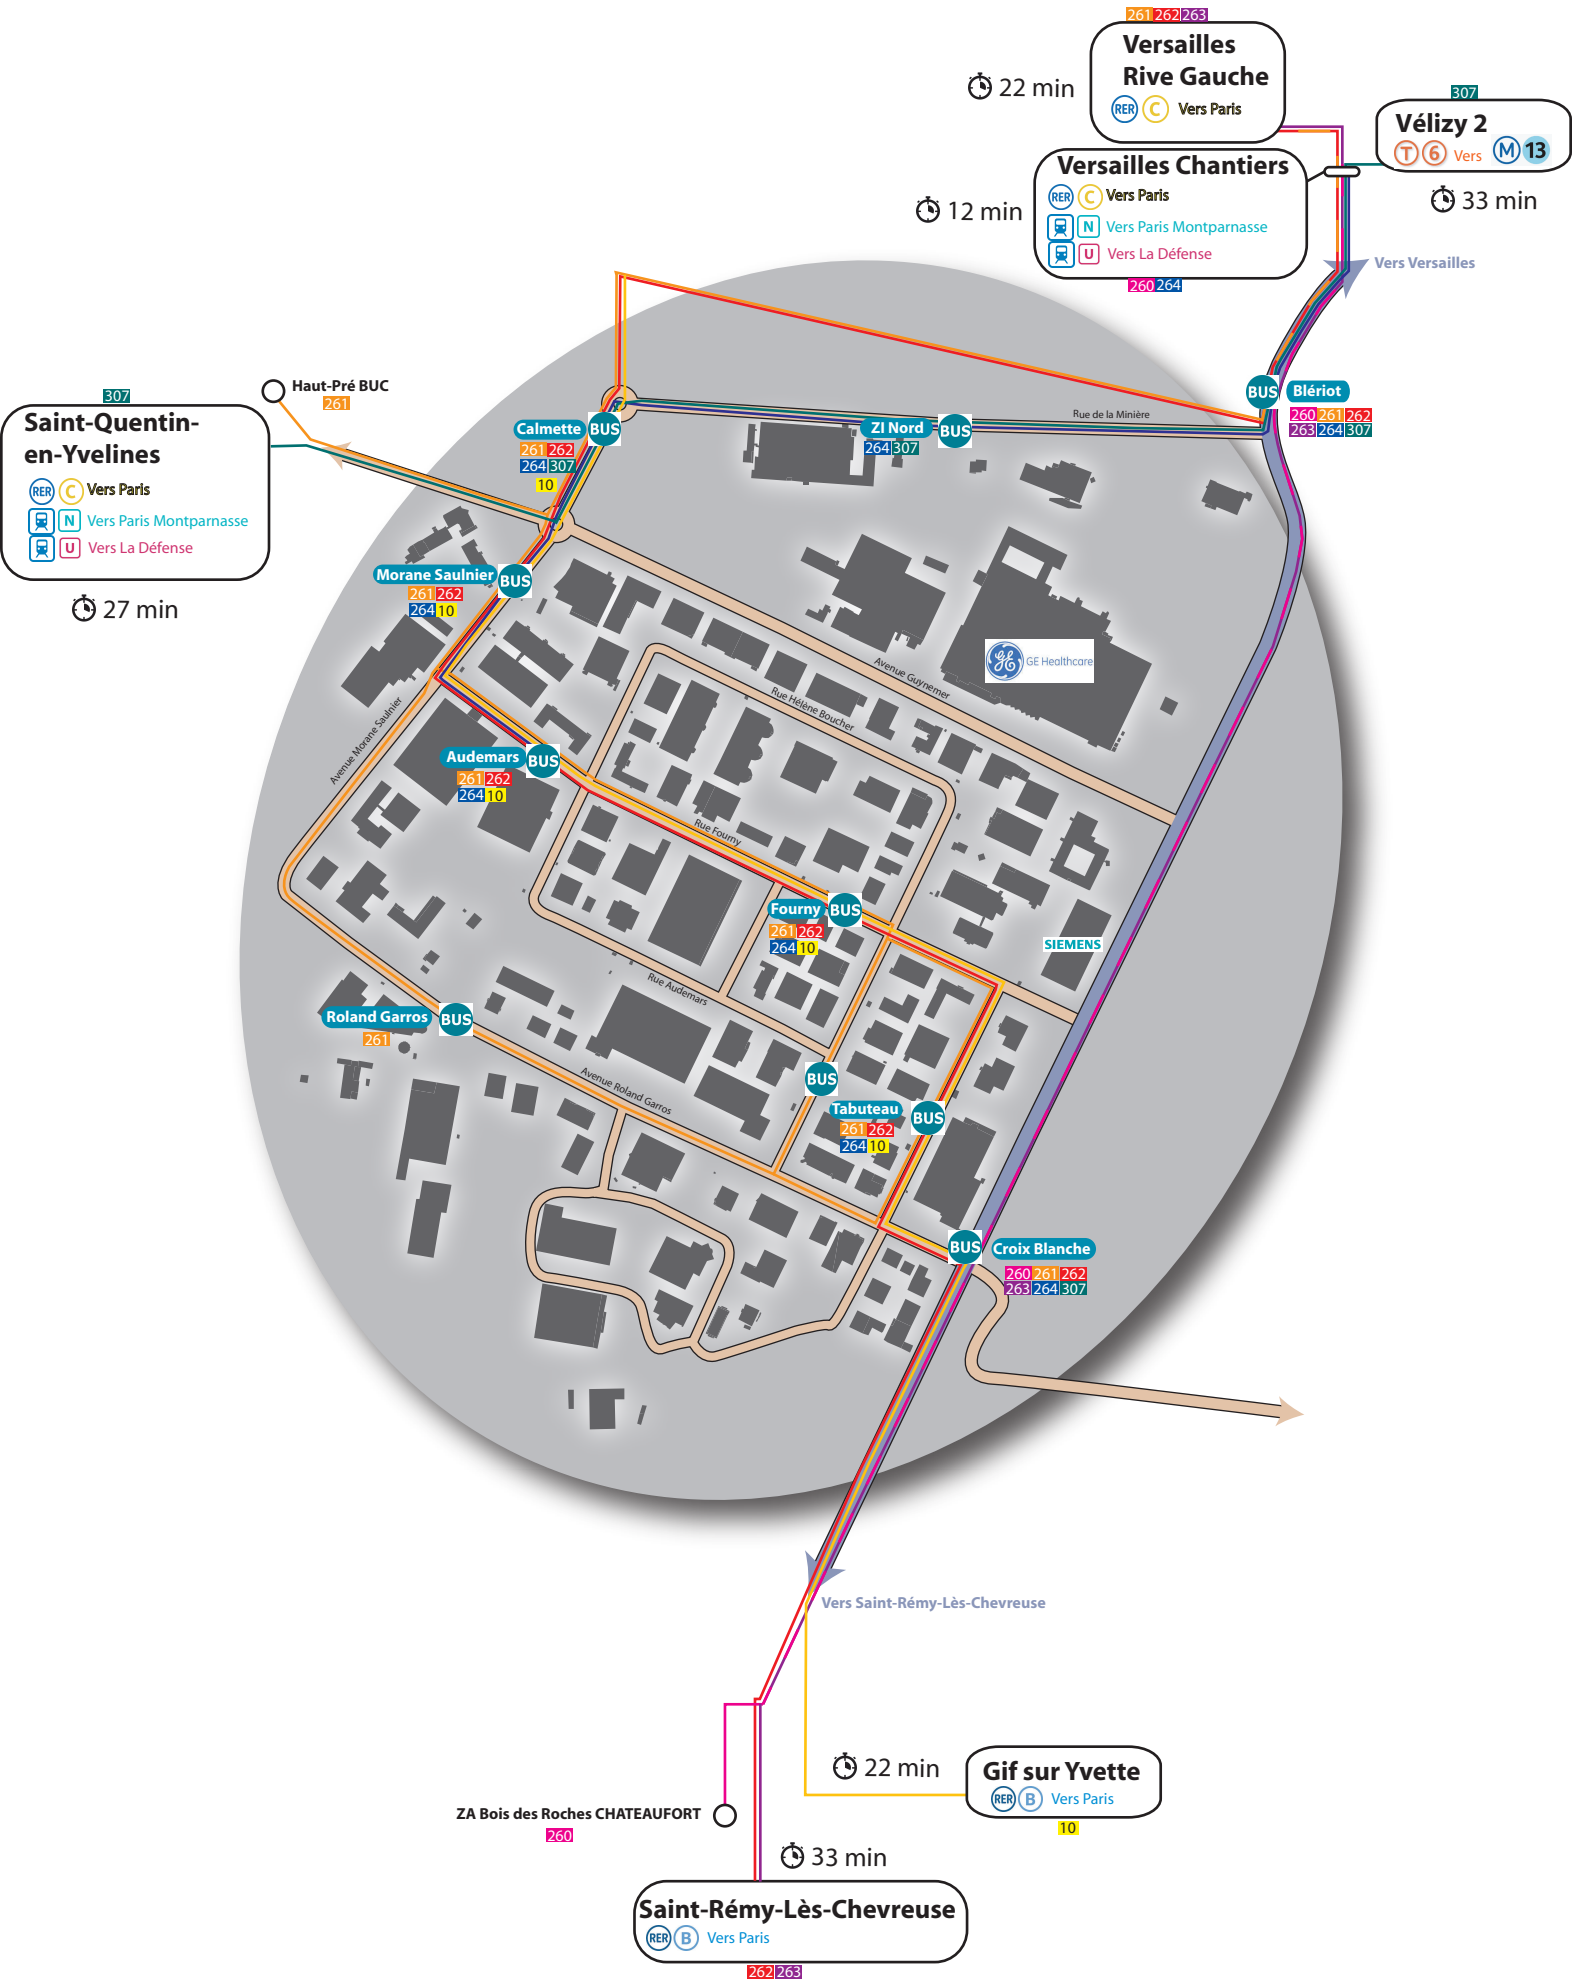 261 262 263
Versailles
Rive Gauche
RER C Vers Paris
22 min
307
Vélizy 2
T 6 Vers M 13
33 min
Versailles Chantiers
RER C Vers Paris
N Vers Paris Montparnasse
U Vers La Défense
12 min
260 264
Vers Versailles
Haut-Pré BUC
261
307
Saint-Quentin-
en-Yvelines
RER C Vers Paris
N Vers Paris Montparnasse
U Vers La Défense
27 min
BUS Blériot
260 261 262
263 264 307
Rue de la Minière
Calmette BUS
261 262
264 307
10
ZI Nord BUS
264 307
Morane Saulnier BUS
261 262
264 10
GE Healthcare
Avenue Guynemer
Rue Hélène Boucher
Avenue Morane Saulnier
Audemars BUS
261 262
264 10
Rue Fourny
Fourny BUS
261 262
264 10
SIEMENS
Rue Audemars
Roland Garros BUS
261
Avenue Roland Garros
BUS
Tabuteau BUS
261 262
264 10
BUS Croix Blanche
260 261 262
263 264 307
Vers Saint-Rémy-Lès-Chevreuse
22 min
Gif sur Yvette
RER B Vers Paris
10
ZA Bois des Roches CHATEAUFORT
260
33 min
Saint-Rémy-Lès-Chevreuse
RER B Vers Paris
262 263